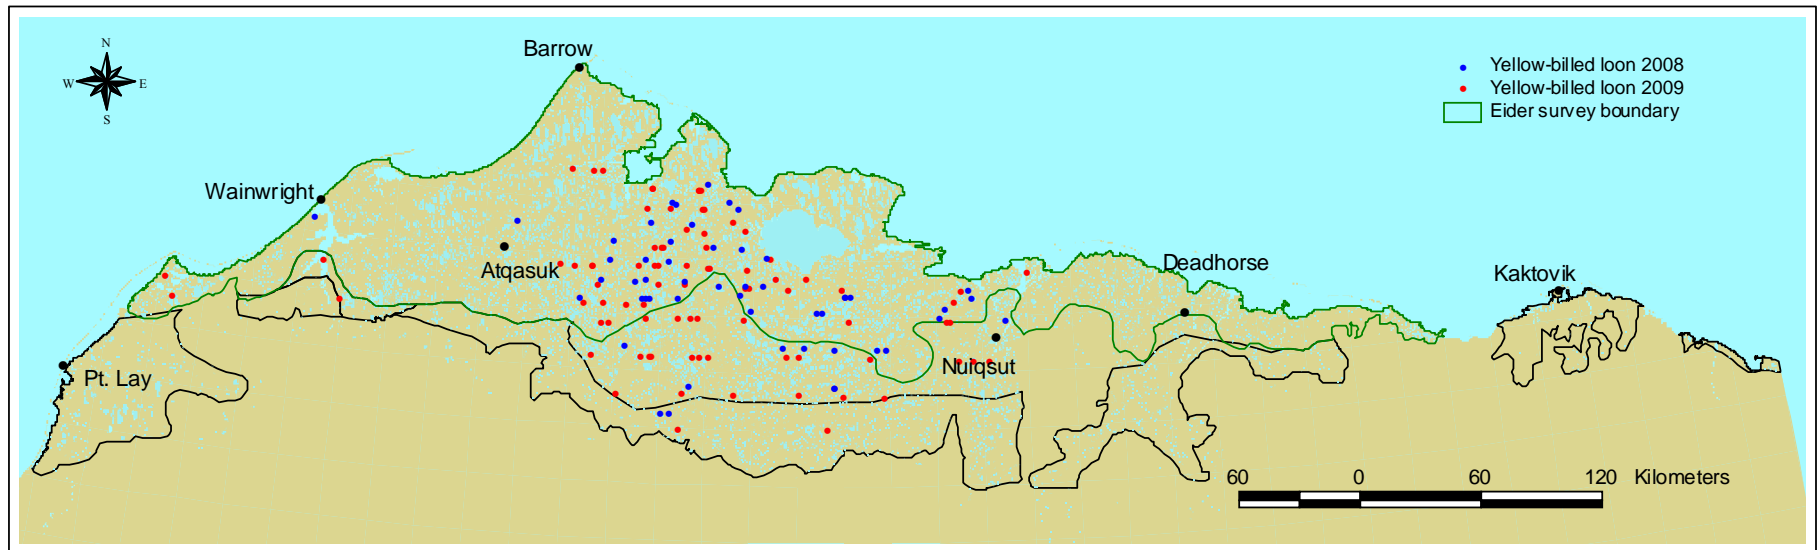 N
W E
S
Barrow
Yellow-billed loon 2008
Yellow-billed loon 2009
Eider survey boundary
Wainwright
Atqasuk
Deadhorse
Kaktovik
Pt. Lay
Nuiqsut
60 0 60 120 Kilometers